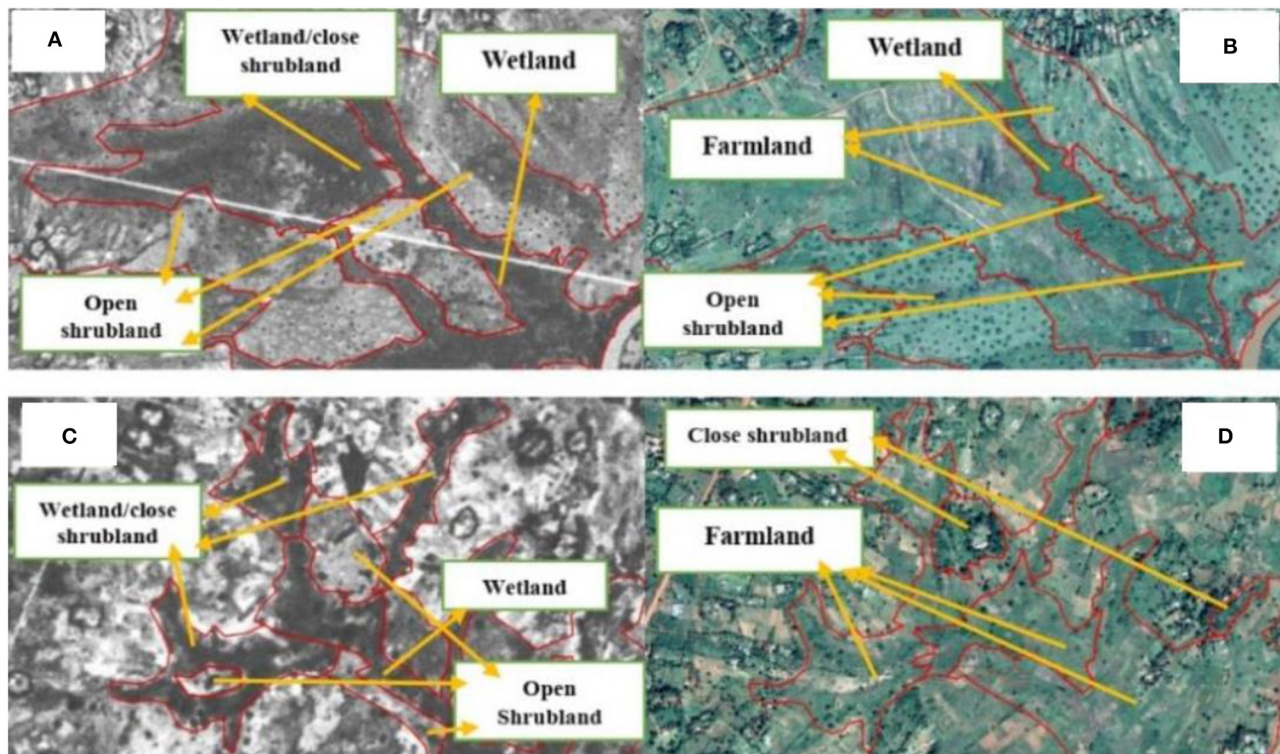 A
Wetland/close
shrubland
Wetland
Open
shrubland
B
Wetland
Farmland
Open
shrubland
C
Wetland/close
shrubland
Wetland
Open
Shrubland
D
Close shrubland
Farmland